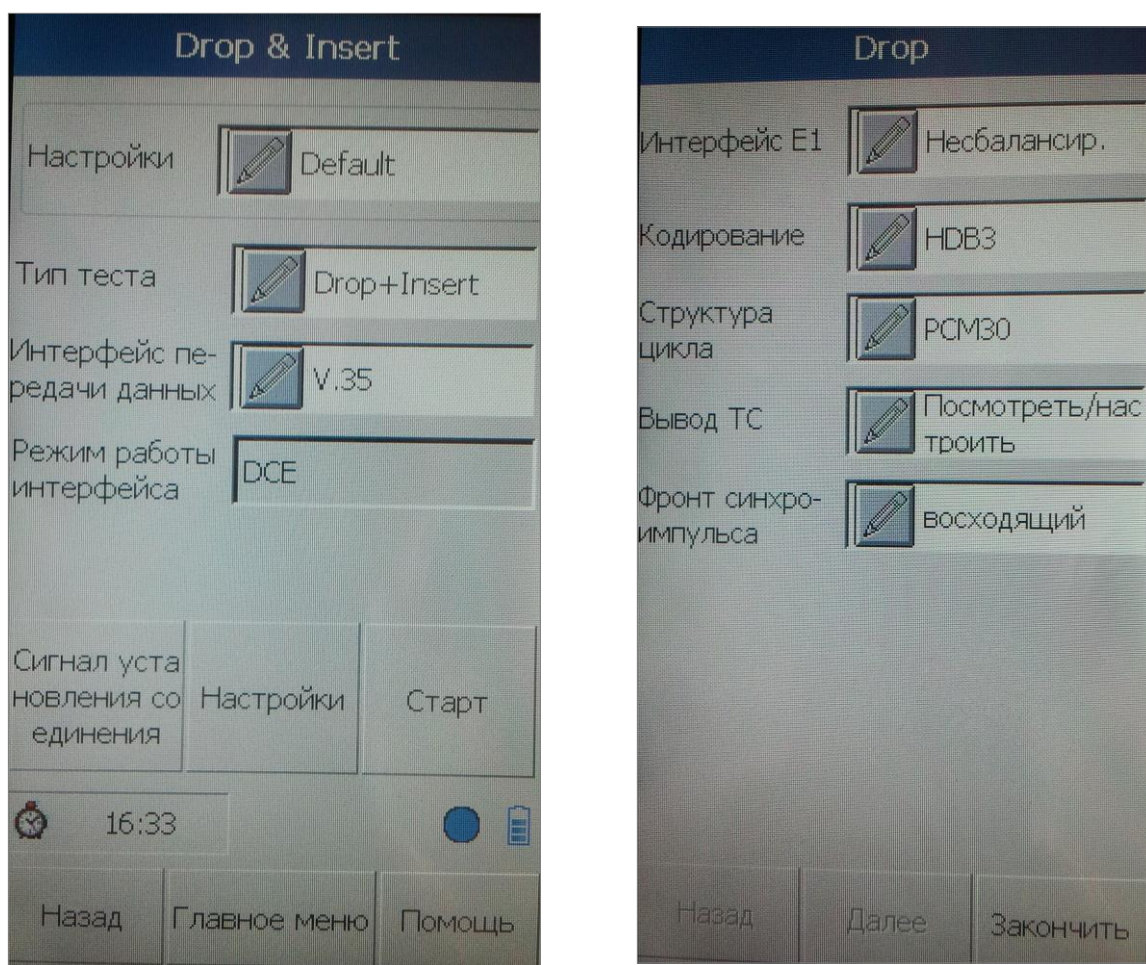 Drop & Insert
Настройки
Default
Тип теста
Drop+Insert
Интерфейс пе-
редачи данных
V.35
Режим работы
интерфейса
DCE
Сигнал уста
новления со
единения
Настройки
Старт
16:33
Назад
Главное меню
Помощь
Drop
Интерфейс E1
Несбалансир.
Кодирование
HDB3
Структура
цикла
PCM30
Вывод ТС
Посмотреть/нас
троить
Фронт синхро-
импульса
восходящий
Назад
Далее
Закончить